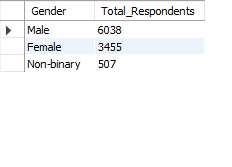 Gender Total_Respondents
Male 6038
Female 3455
Non-binary 507